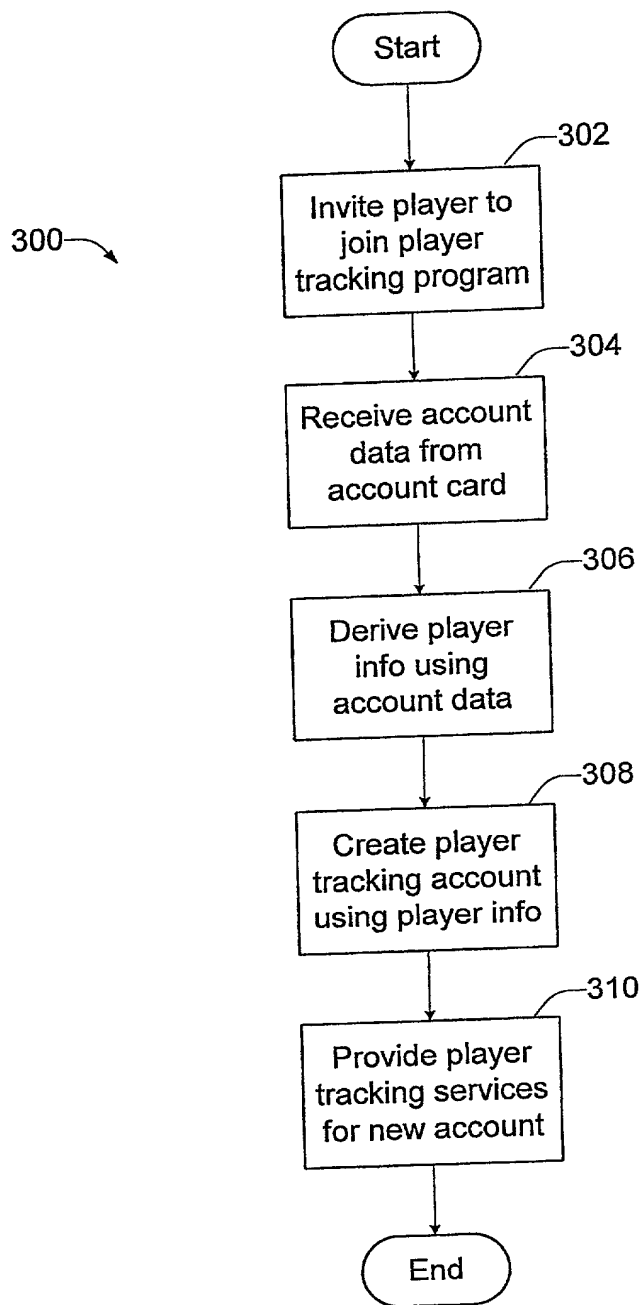 Start
302
Invite player to
join player
tracking program
300
304
Receive account
data from
account card
306
Derive player
info using
account data
308
Create player
tracking account
using player info
310
Provide player
tracking services
for new account
End